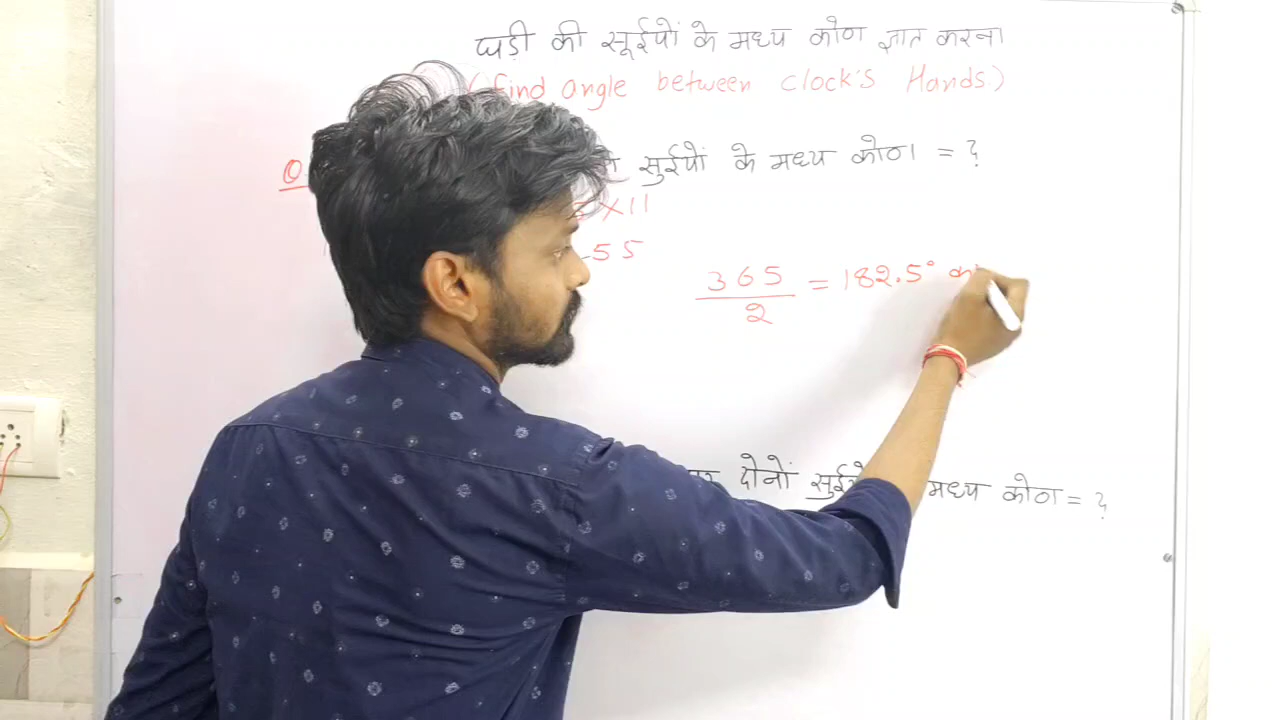 घड़ी की सूईयों के मध्य कोण ज्ञात करना
(find angle between clock's Hands.)
Q
सुईयों के मध्य कोण = ?
×11
55
365
2
= 182.5°
दोनों सुईयों मध्य कोण = ?